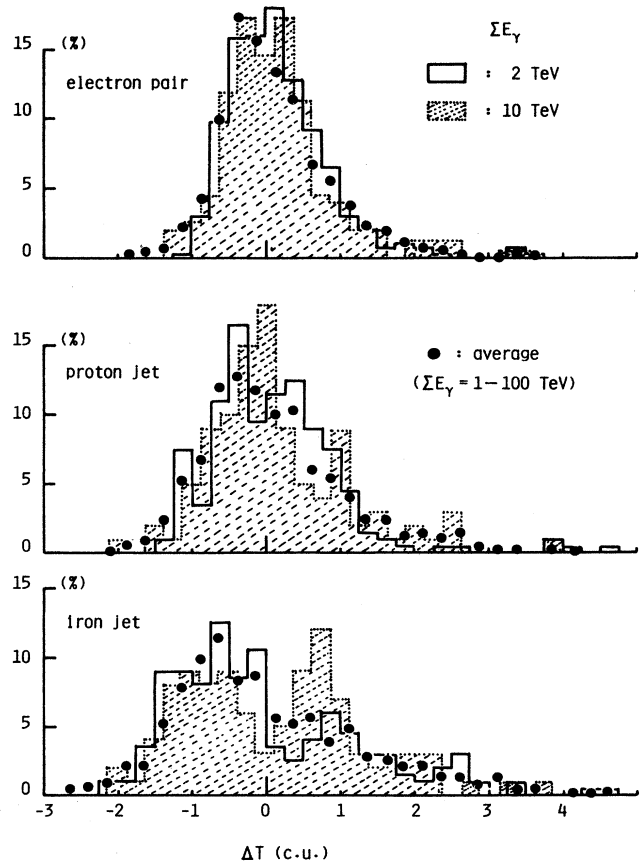 (%)
electron pair
ΣEγ
: 2 TeV
: 10 TeV
15
10
5
0
(%)
proton jet
● : average
(ΣEγ = 1—100 TeV)
15
10
5
0
(%)
iron jet
15
10
5
0
-3 -2 -1 0 1 2 3 4
ΔT (c.u.)